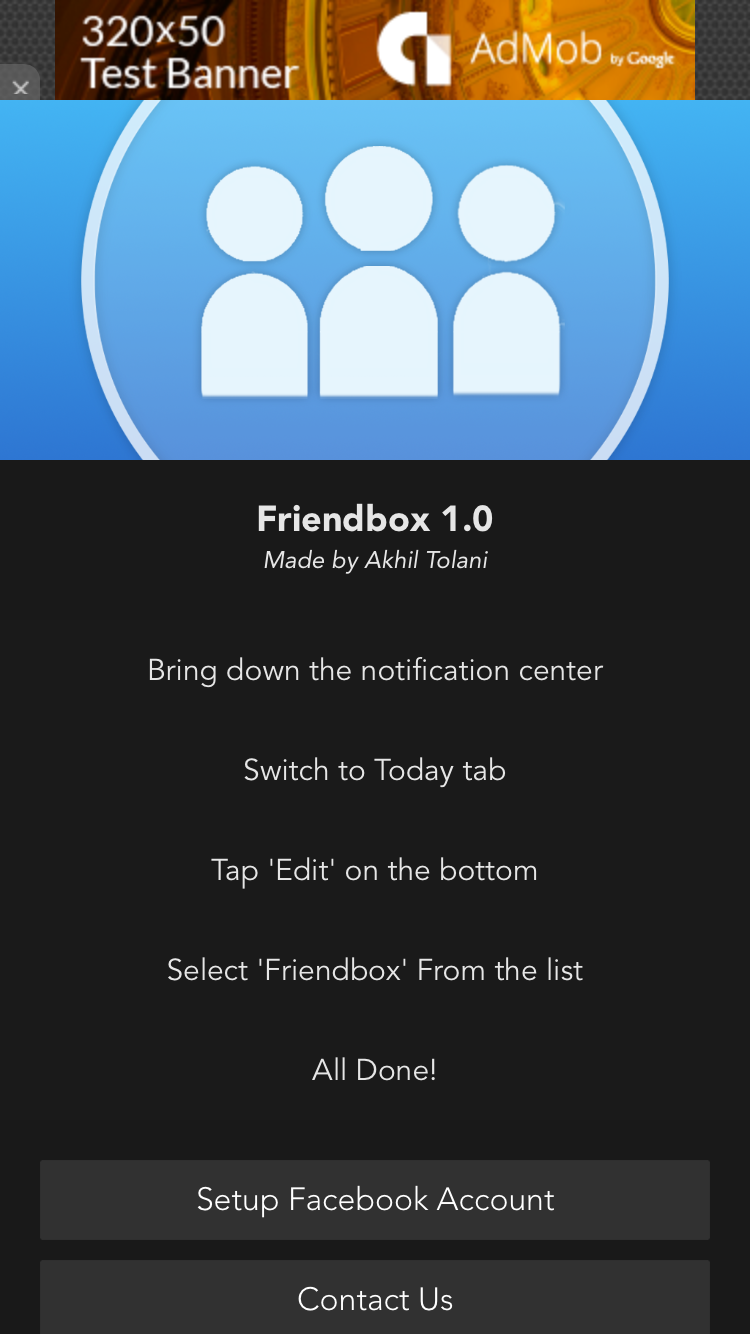 320x50
Test Banner
AdMob by Google
Friendbox 1.0
Made by Akhil Tolani
Bring down the notification center
Switch to Today tab
Tap 'Edit' on the bottom
Select 'Friendbox' From the list
All Done!
Setup Facebook Account
Contact Us